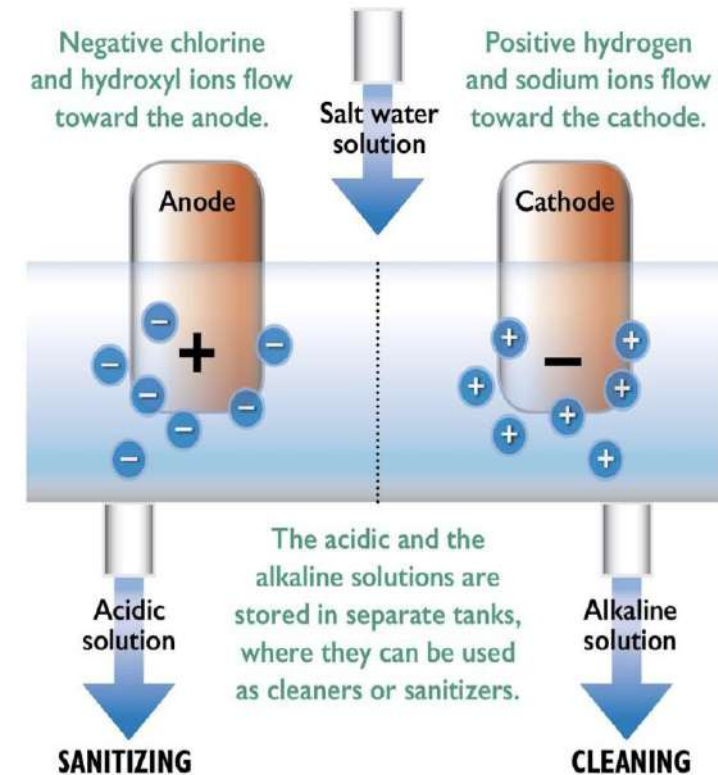 Negative chlorine
and hydroxyl ions flow
toward the anode.
Salt water
solution
Positive hydrogen
and sodium ions flow
toward the cathode.
Anode
Cathode
+
−
− − − − − − −
+ + + + + + +
The acidic and the
alkaline solutions are
stored in separate tanks,
where they can be used
as cleaners or sanitizers.
Acidic
solution
Alkaline
solution
SANITIZING
CLEANING